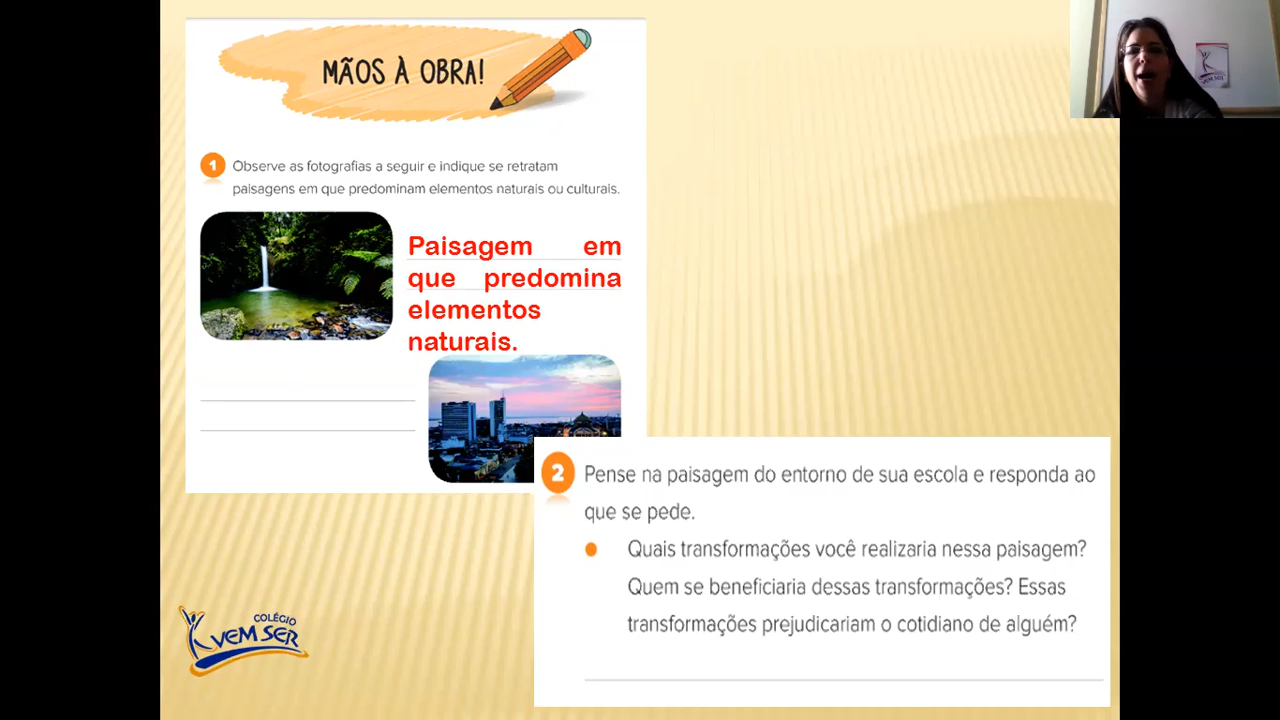 MÃOS À OBRA!
1
Observe as fotografias a seguir e indique se retratam
paisagens em que predominam elementos naturais ou culturais.
Paisagem em
que predomina
elementos
naturais.
2
Pense na paisagem do entorno de sua escola e responda ao
que se pede.
Quais transformações você realizaria nessa paisagem?
Quem se beneficiaria dessas transformações? Essas
transformações prejudicariam o cotidiano de alguém?
COLÉGIO
VEM SER